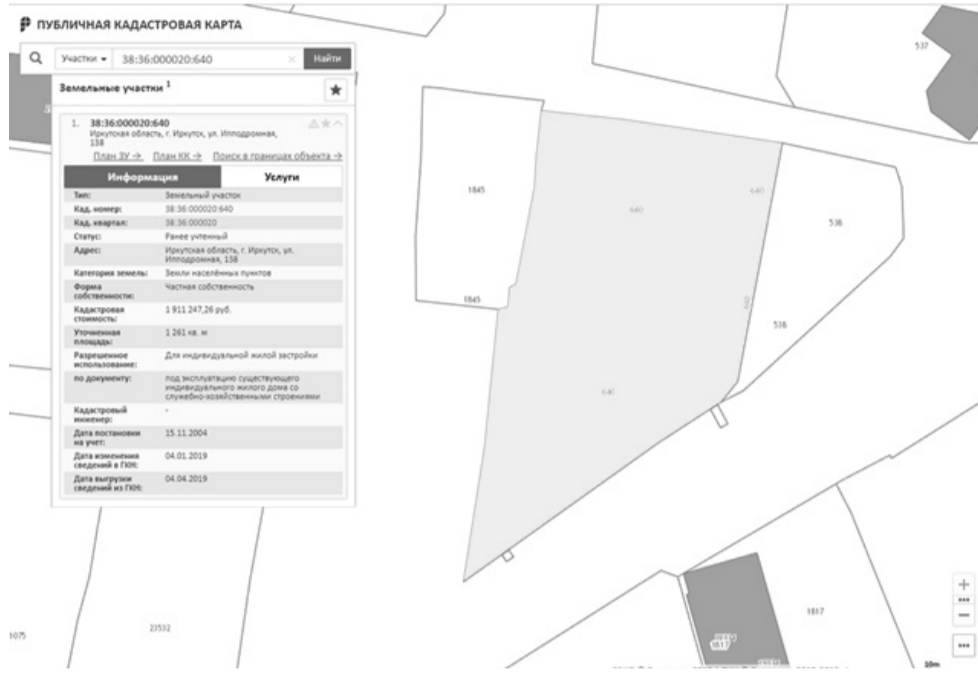 ПУБЛИЧНАЯ КАДАСТРОВАЯ КАРТА
Участки 38:36:000020:640 × Найти
Земельные участки 1
1. 38:36:000020:640
Иркутская область, г. Иркутск, ул. Ипподромная,
138
План ЗУ → План КК → Поиск в границах объекта →
Информация Услуги
Тип: Земельный участок
Кад. номер: 38:36:000020:640
Кад. квартал: 38:36:000020
Статус: Ранее учтенный
Адрес: Иркутская область, г. Иркутск, ул.
Ипподромная, 138
Категория земель: Земли населённых пунктов
Форма
собственности: Частная собственность
Кадастровая
стоимость: 1 911 247,26 руб.
Уточненная
площадь: 1 261 кв. м
Разрешенное
использование: Для индивидуальной жилой застройки
по документу: под эксплуатацию существующего
индивидуального жилого дома со
служебно-хозяйственными строениями
Кадастровый
инженер: -
Дата постановки
на учет: 15.11.2004
Дата изменения
сведений в ГКН: 04.01.2019
Дата выгрузки
сведений из ГКН: 04.04.2019
537
1845
640
640
538
1845
640
538
640
1817
1817
23532
1075
10m